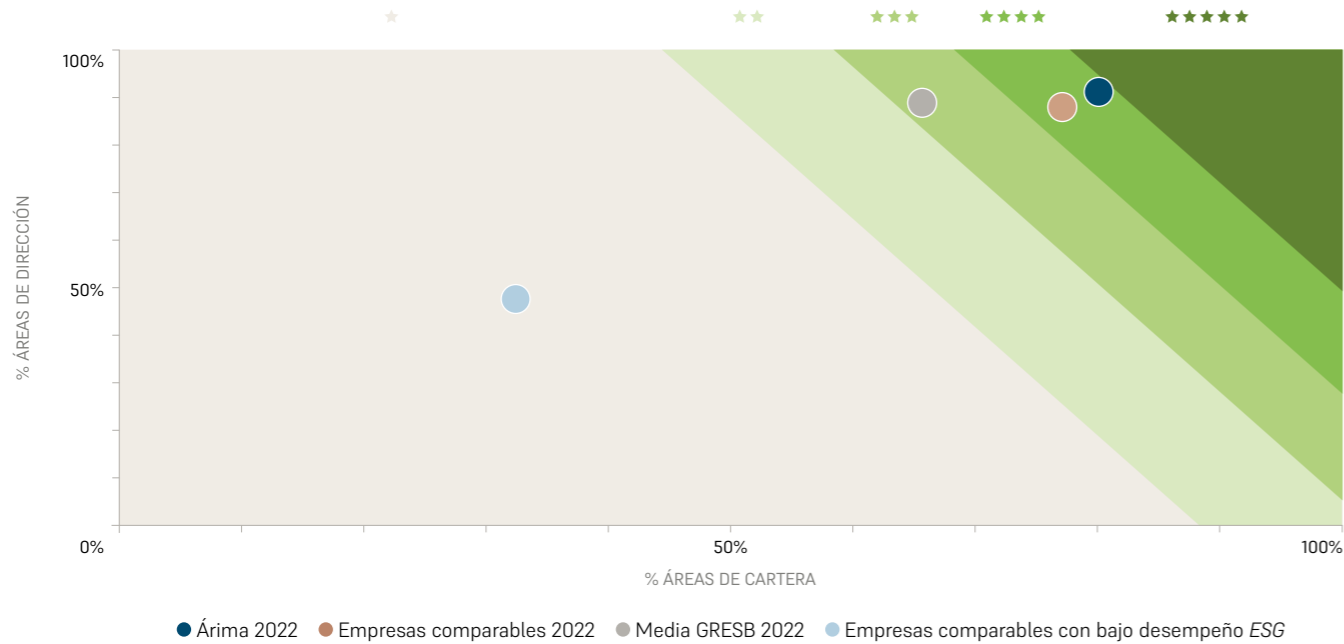 100%
% ÁREAS DE DIRECCIÓN
50%
0%
50%
100%
% ÁREAS DE CARTERA
Árima 2022 Empresas comparables 2022 Media GRESB 2022 Empresas comparables con bajo desempeño ESG